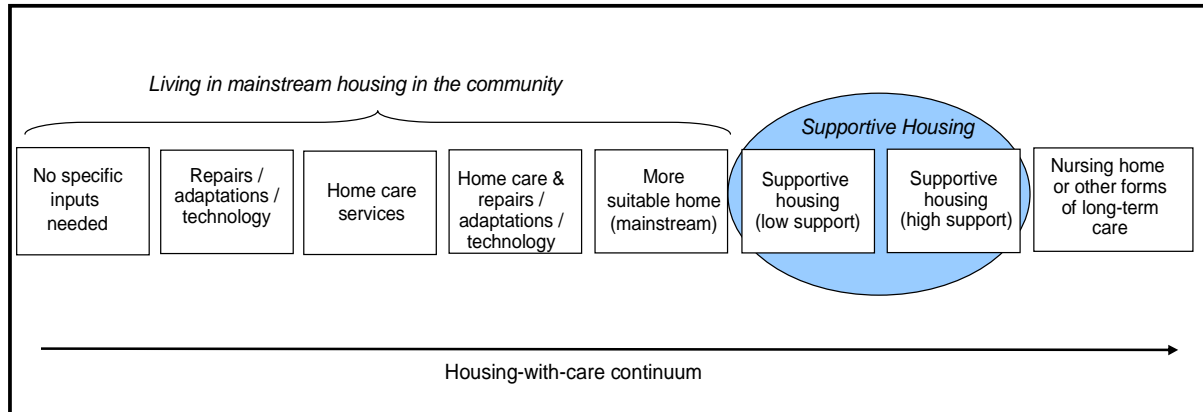 Living in mainstream housing in the community
Supportive Housing
No specific
inputs
needed
Repairs /
adaptations /
technology
Home care
services
Home care &
repairs /
adaptations /
technology
More
suitable home
(mainstream)
Supportive
housing
(low support)
Supportive
housing
(high support)
Nursing home
or other forms
of long-term
care
Housing-with-care continuum